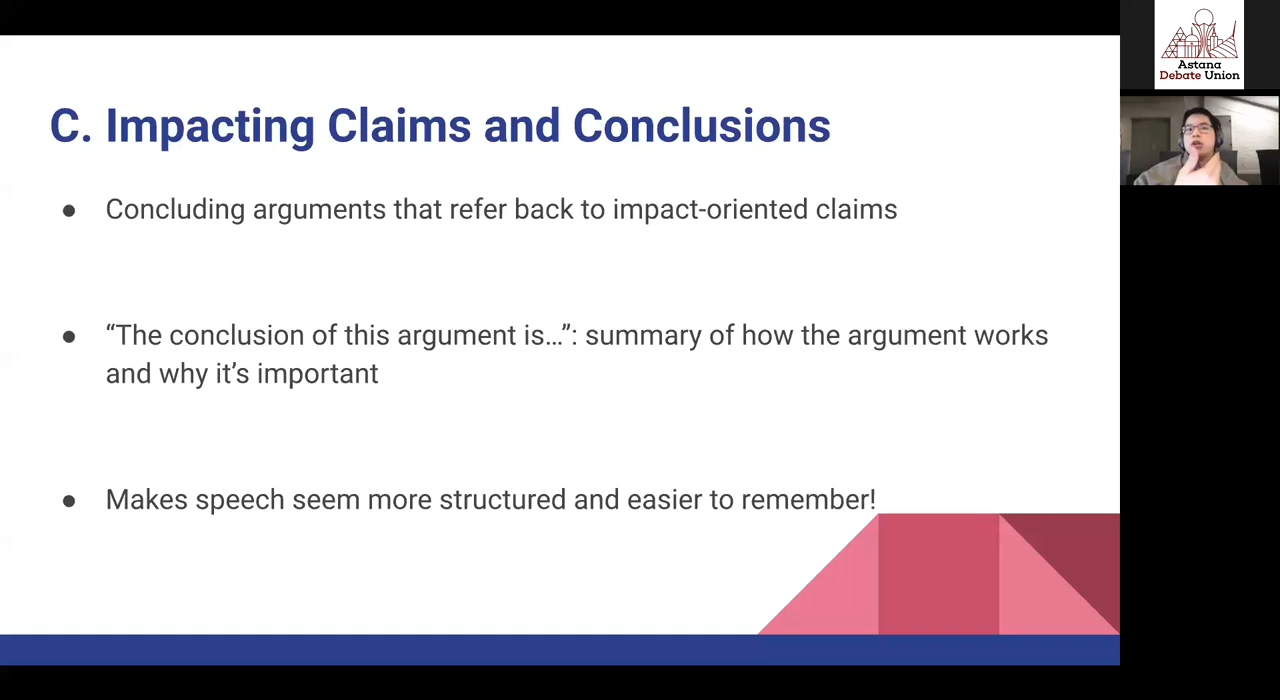 C. Impacting Claims and Conclusions
● Concluding arguments that refer back to impact-oriented claims
● “The conclusion of this argument is…”: summary of how the argument works
and why it’s important
● Makes speech seem more structured and easier to remember!
Astana
Debate Union